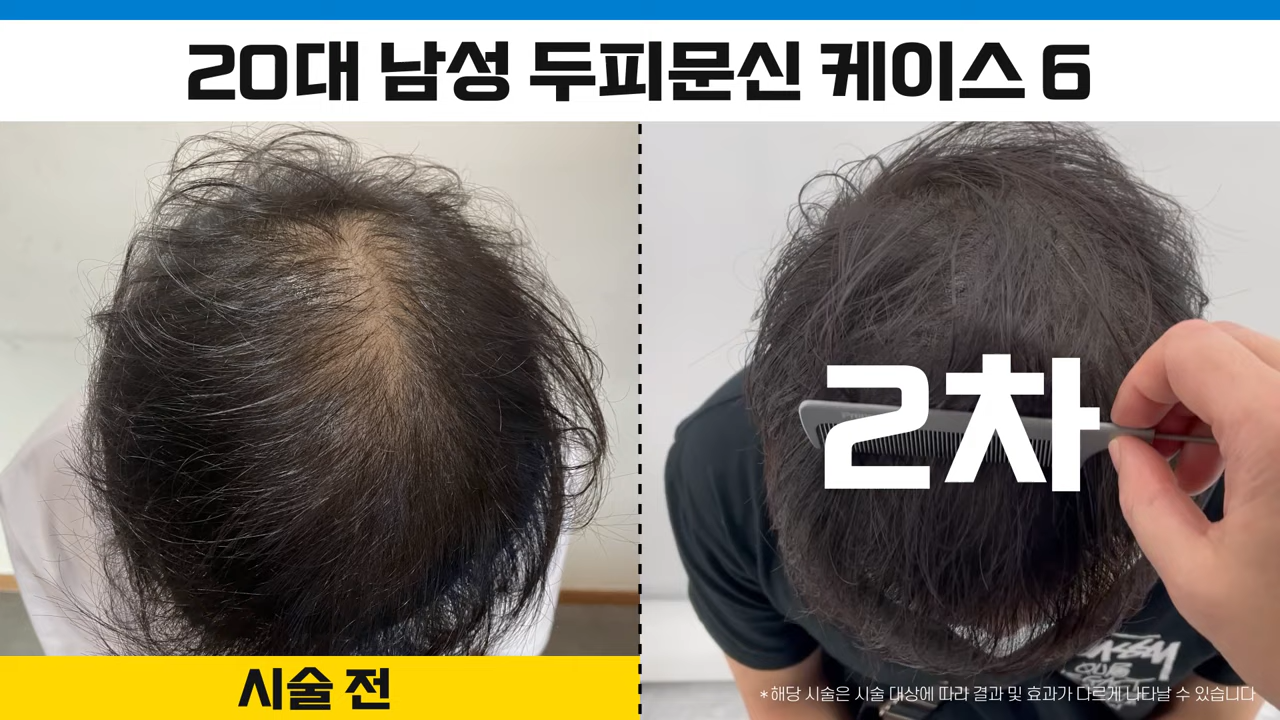 20대 남성 두피문신 케이스 6
2차
시술 전
* 해당 시술은 시술 대상에 따라 결과 및 효과가 다르게 나타날 수 있습니다